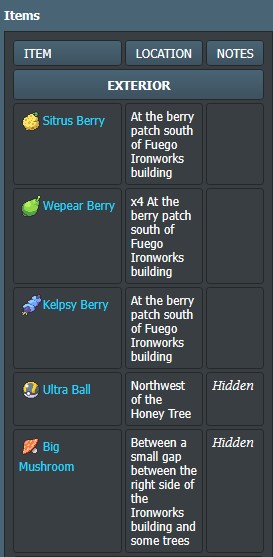 Items
ITEM LOCATION NOTES
EXTERIOR
Sitrus Berry At the berry
patch south
of Fuego
Ironworks
building
Wepear Berry x4 At the
berry patch
south of
Fuego
Ironworks
building
Kelpsy Berry At the berry
patch south
of Fuego
Ironworks
building
Ultra Ball Northwest Hidden
of the
Honey Tree
Big
Mushroom
Between a Hidden
small gap
between the
right side of
the
Ironworks
building and
some trees